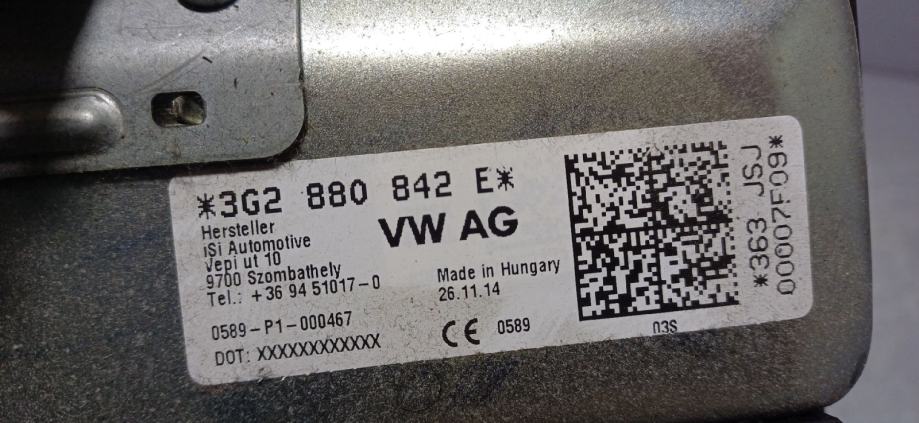 *3G2 880 842 E*
Hersteller
iSi Automotive
Vepi ut 10
9700 Szombathely
Tel.: +36 94 51017-0
VW AG
Made in Hungary
26.11.14
0589-P1-000467
DOT: XXXXXXXXXXXX
CE 0589
03S
*363 JSJ
00007F09*